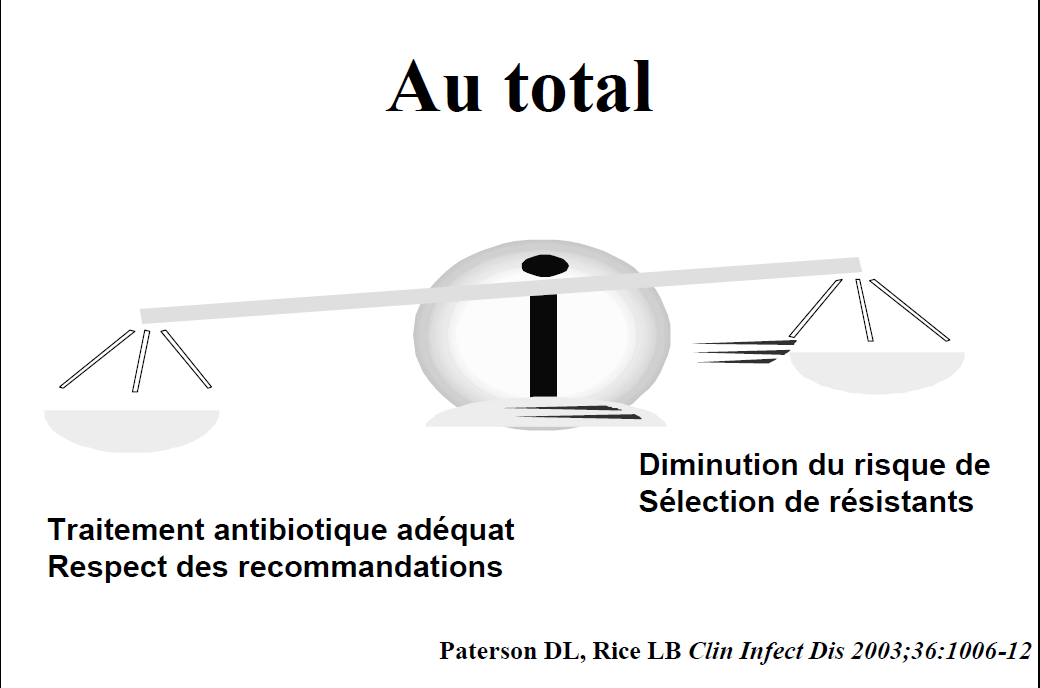 Au total
Diminution du risque de
Sélection de résistants
Traitement antibiotique adéquat
Respect des recommandations
Paterson DL, Rice LB Clin Infect Dis 2003;36:1006-12